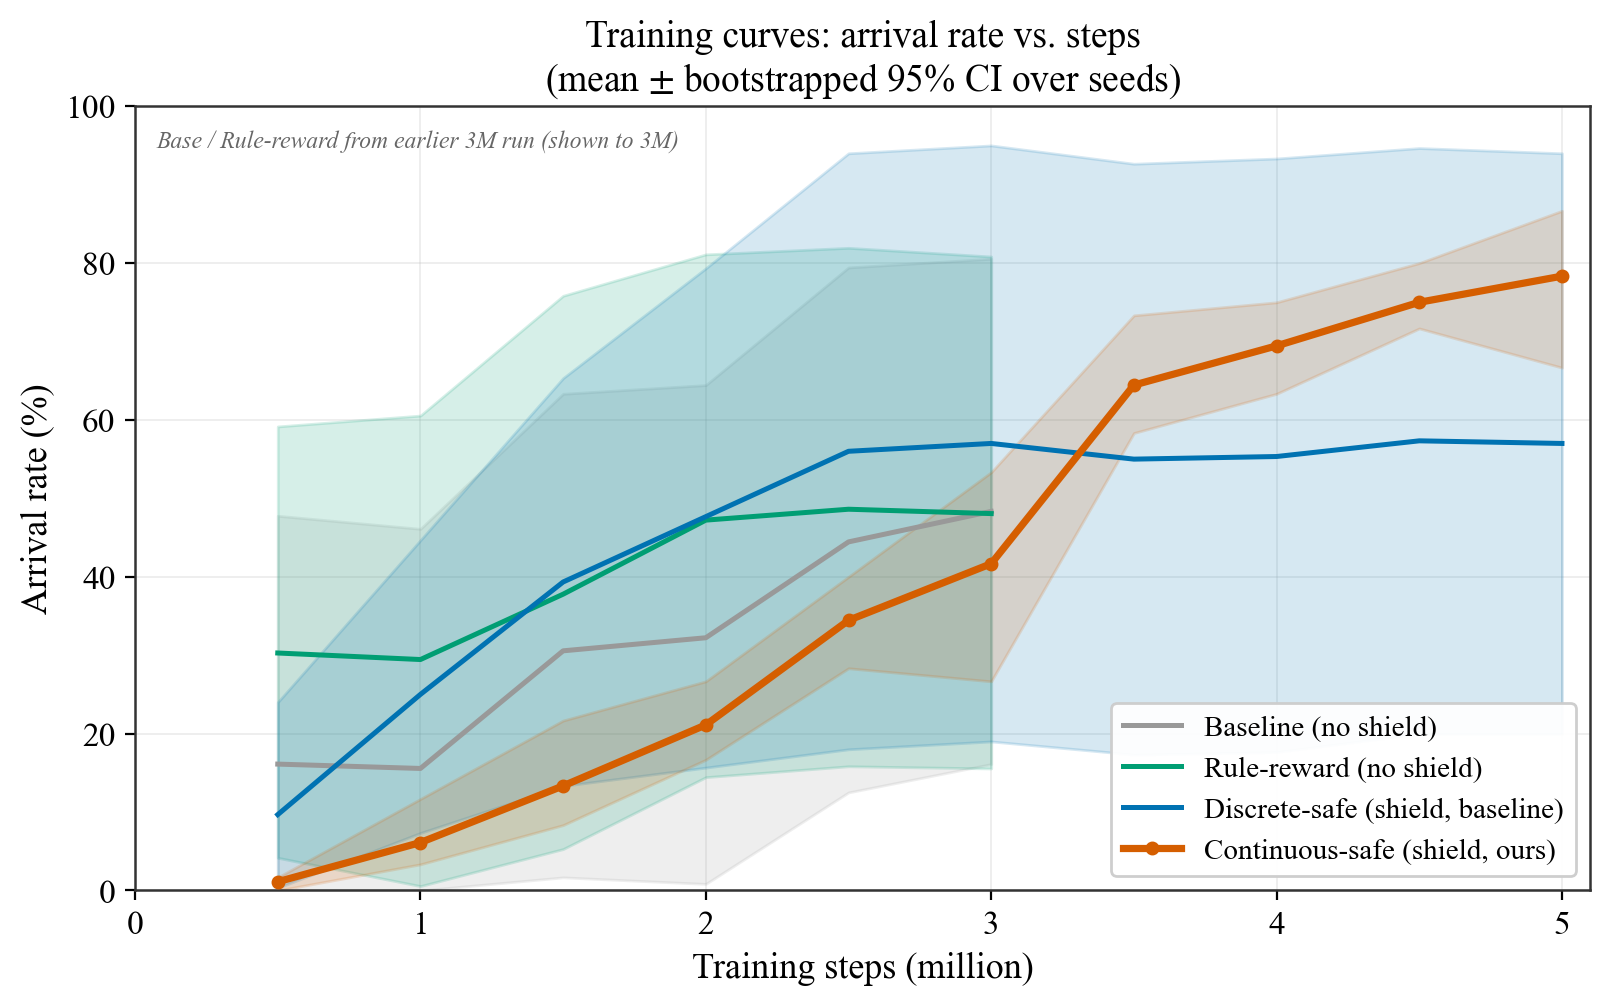 Training curves: arrival rate vs. steps
(mean ± bootstrapped 95% CI over seeds)
Base / Rule-reward from earlier 3M run (shown to 3M)
Arrival rate (%)
100
80
60
40
20
0
Baseline (no shield)
Rule-reward (no shield)
Discrete-safe (shield, baseline)
Continuous-safe (shield, ours)
0 1 2 3 4 5
Training steps (million)